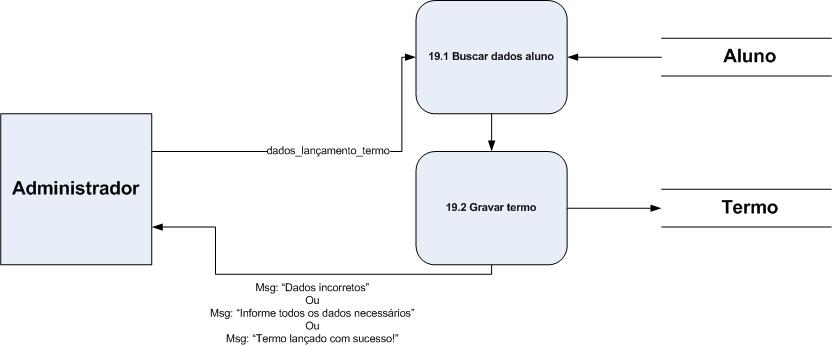 19.1 Buscar dados aluno
Aluno
dados_lançamento_termo
Administrador
19.2 Gravar termo
Termo
Msg: “Dados incorretos”
Ou
Msg: “Informe todos os dados necessários”
Ou
Msg: “Termo lançado com sucesso!”